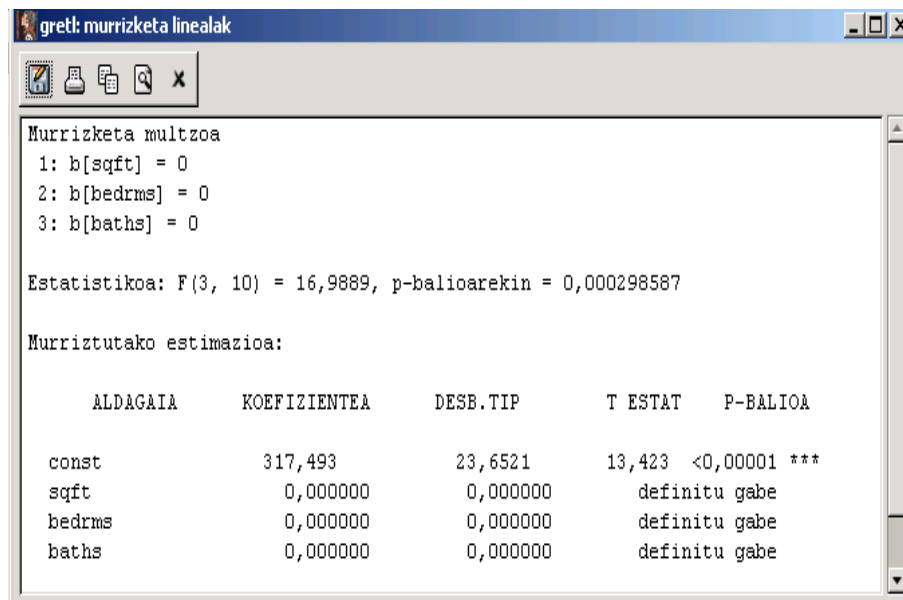 gretl: murrizketa linealak
Murrizketa multzoa
1: b[sqft] = 0
2: b[bedrms] = 0
3: b[baths] = 0
Estatistikoa: F(3, 10) = 16,9889, p-balioarekin = 0,000298587
Murriztutako estimazioa:
ALDAGAIA KOEFIZIENTEA DESB.TIP T ESTAT P-BALIOA
const 317,493 23,6521 13,423 <0,00001 ***
sqft 0,000000 0,000000 definitu gabe
bedrms 0,000000 0,000000 definitu gabe
baths 0,000000 0,000000 definitu gabe